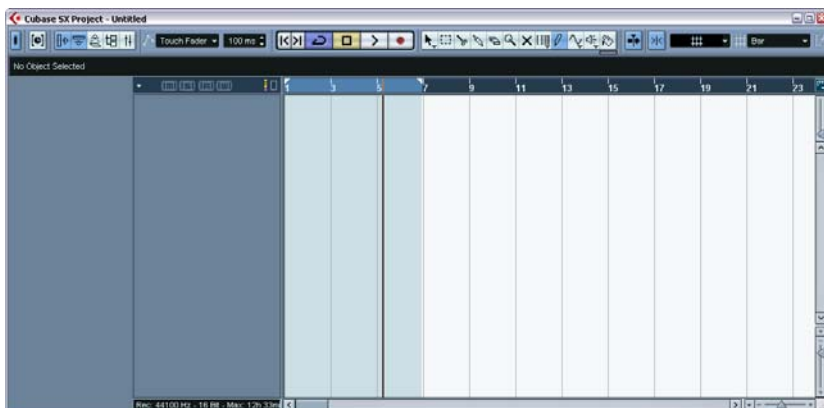 Cubase SX Project - Untitled
Touch Fader 100 ms Bar
No Object Selected
1 3 5 7 9 11 13 15 17 19 21 23
Rec: 44100 Hz - 16 Bit - Max: 12h 33m